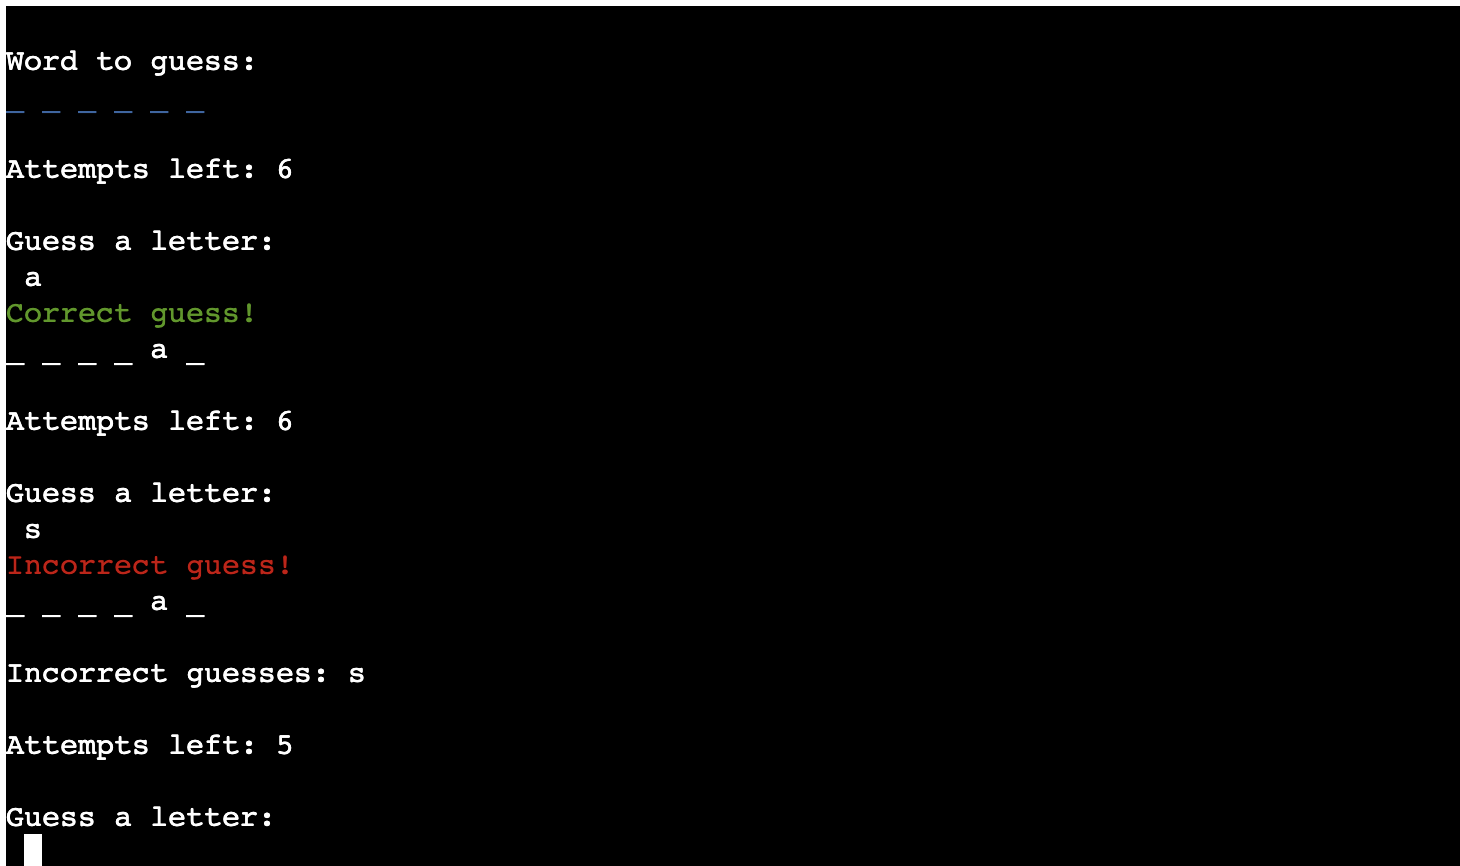 Word to guess:
_ _ _ _ _ _
Attempts left: 6
Guess a letter:
a
Correct guess!
_ _ _ _ a _
Attempts left: 6
Guess a letter:
s
Incorrect guess!
_ _ _ _ a _
Incorrect guesses: s
Attempts left: 5
Guess a letter: